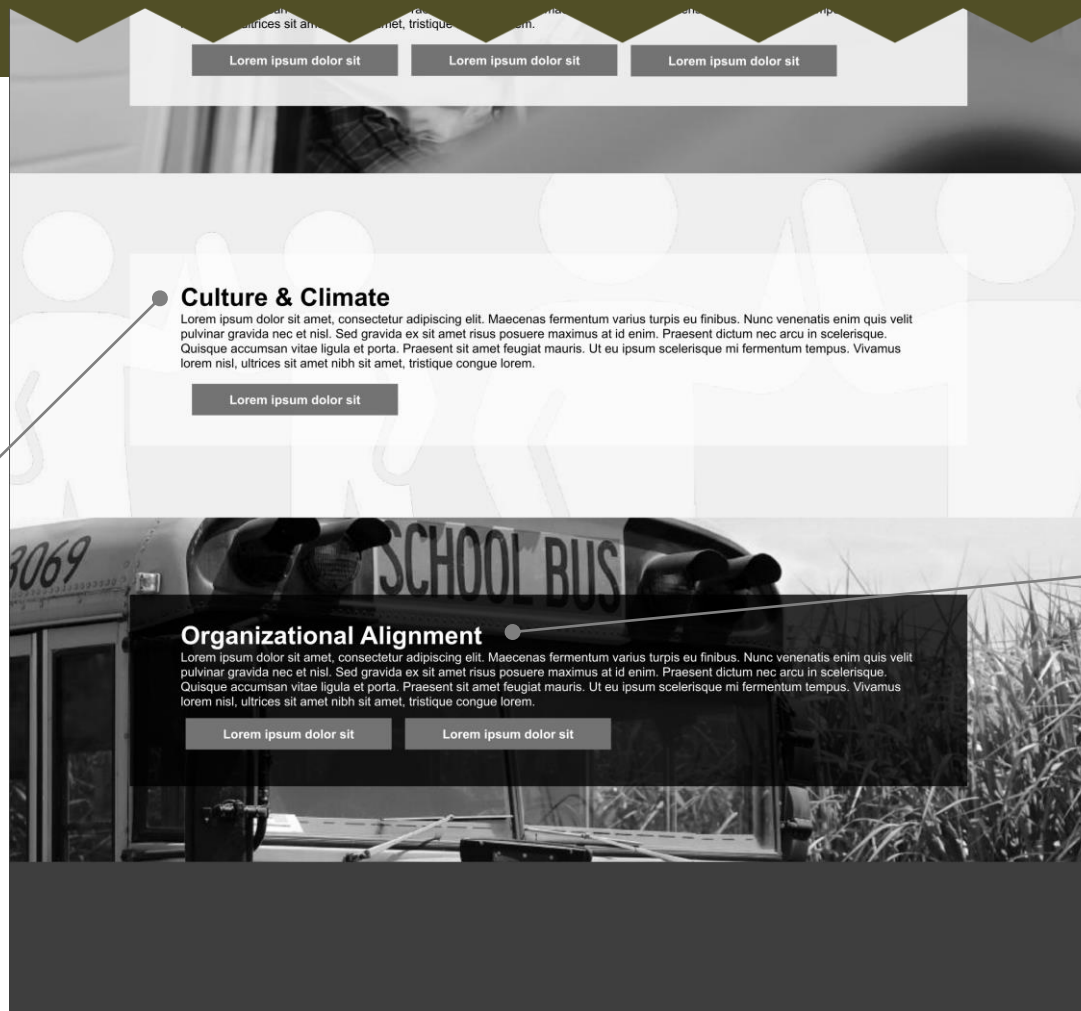 ultrices sit amet, tristique
Lorem ipsum dolor sit
Lorem ipsum dolor sit
Lorem ipsum dolor sit
Culture & Climate
Lorem ipsum dolor sit amet, consectetur adipiscing elit. Maecenas fermentum varius turpis eu finibus. Nunc venenatis enim quis velit
pulvinar gravida nec et nisl. Sed gravida ex sit amet risus posuere maximus at id enim. Praesent dictum nec arcu in scelerisque.
Quisque accumsan vitae ligula et porta. Praesent sit amet feugiat mauris. Ut eu ipsum scelerisque mi fermentum tempus. Vivamus
lorem nisl, ultrices sit amet nibh sit amet, tristique congue lorem.
Lorem ipsum dolor sit
3069
SCHOOL BUS
Organizational Alignment
Lorem ipsum dolor sit amet, consectetur adipiscing elit. Maecenas fermentum varius turpis eu finibus. Nunc venenatis enim quis velit
pulvinar gravida nec et nisl. Sed gravida ex sit amet risus posuere maximus at id enim. Praesent dictum nec arcu in scelerisque.
Quisque accumsan vitae ligula et porta. Praesent sit amet feugiat mauris. Ut eu ipsum scelerisque mi fermentum tempus. Vivamus
lorem nisl, ultrices sit amet nibh sit amet, tristique congue lorem.
Lorem ipsum dolor sit
Lorem ipsum dolor sit